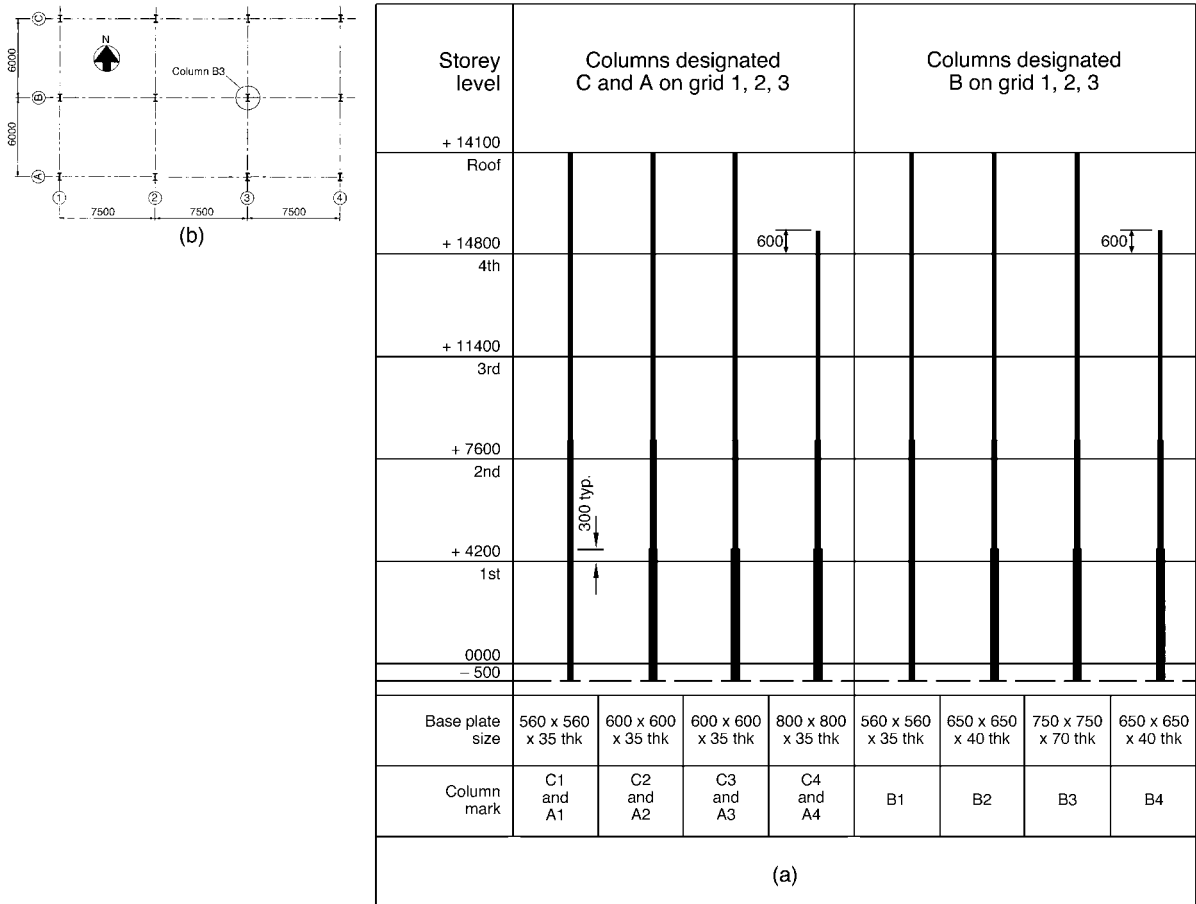 C
6000
B
6000
A
N
Column B3
1
2
3
4
7500
7500
7500
(b)
Storey
level
Columns designated
C and A on grid 1, 2, 3
Columns designated
B on grid 1, 2, 3
+ 14100
Roof
600
600
+ 14800
4th
+ 11400
3rd
+ 7600
2nd
300 typ.
+ 4200
1st
0000
– 500
Base plate
size
560 x 560
x 35 thk
600 x 600
x 35 thk
600 x 600
x 35 thk
800 x 800
x 35 thk
560 x 560
x 35 thk
650 x 650
x 40 thk
750 x 750
x 70 thk
650 x 650
x 40 thk
Column
mark
C1
and
A1
C2
and
A2
C3
and
A3
C4
and
A4
B1
B2
B3
B4
(a)